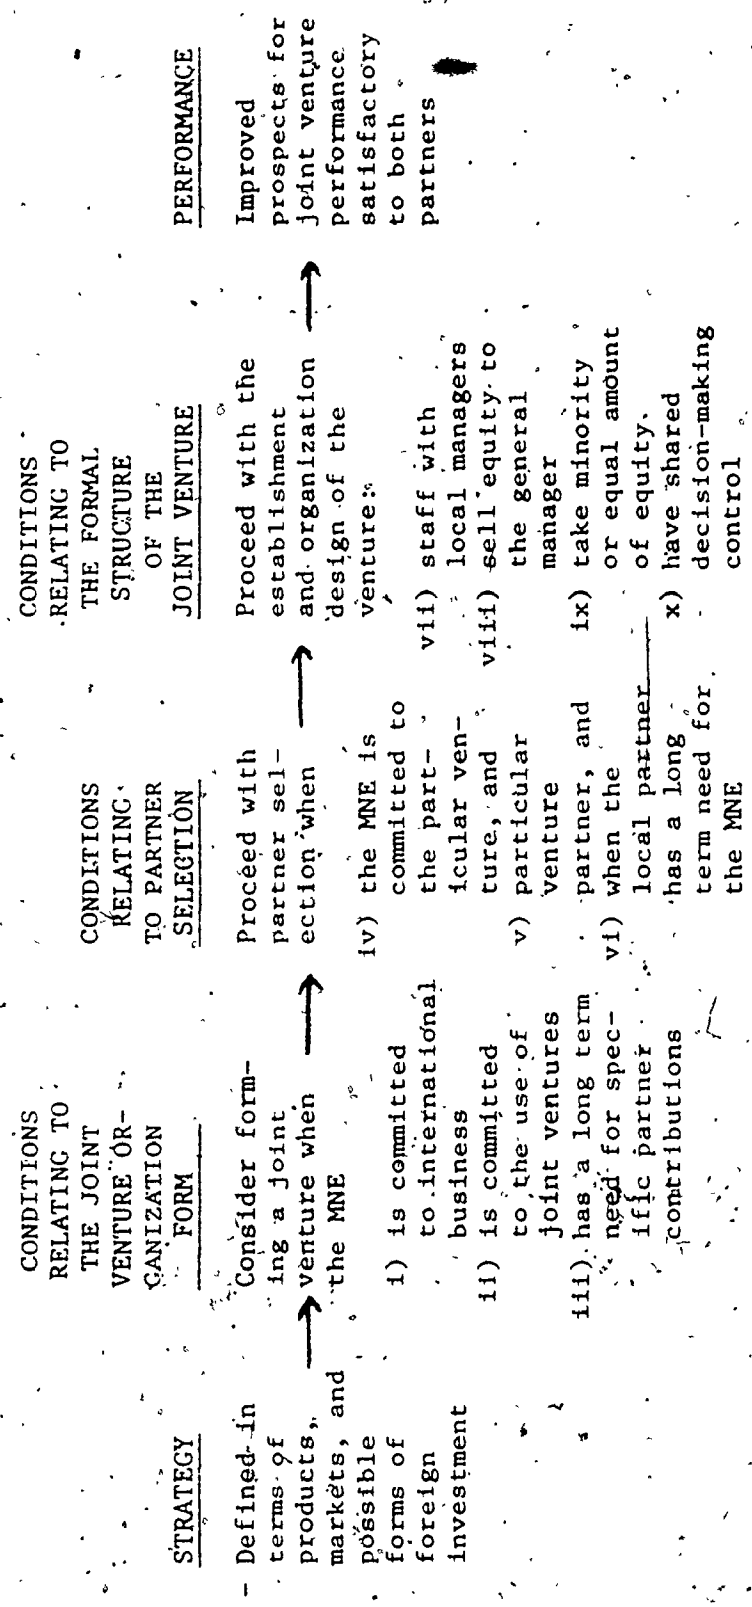 STRATEGY
Defined in
terms of
products,
markets, and
possible
forms of
foreign
investment
CONDITIONS
RELATING TO
THE JOINT
VENTURE OR-
GANIZATION
FORM
Consider form-
ing a joint
venture when
the MNE
i) is committed
to international
business
ii) is committed
to the use of
joint ventures
iii) has a long term
need for spec-
ific partner
contributions
CONDITIONS
RELATING
TO PARTNER
SELECTION
Proceed with
partner sel-
ection when
iv) the MNE is
committed to
the part-
icular ven-
ture, and
v) particular
venture
partner, and
vi) when the
local partner
has a long
term need for
the MNE
CONDITIONS
RELATING TO
THE FORMAL
STRUCTURE
OF THE
JOINT VENTURE
Proceed with the
establishment
and organization
design of the
venture:
vii) staff with
local managers
viii) sell equity to
the general
manager
ix) take minority
or equal amount
of equity.
x) have shared
decision-making
control
PERFORMANCE
Improved
prospects for
joint venture
performance
satisfactory
to both
partners